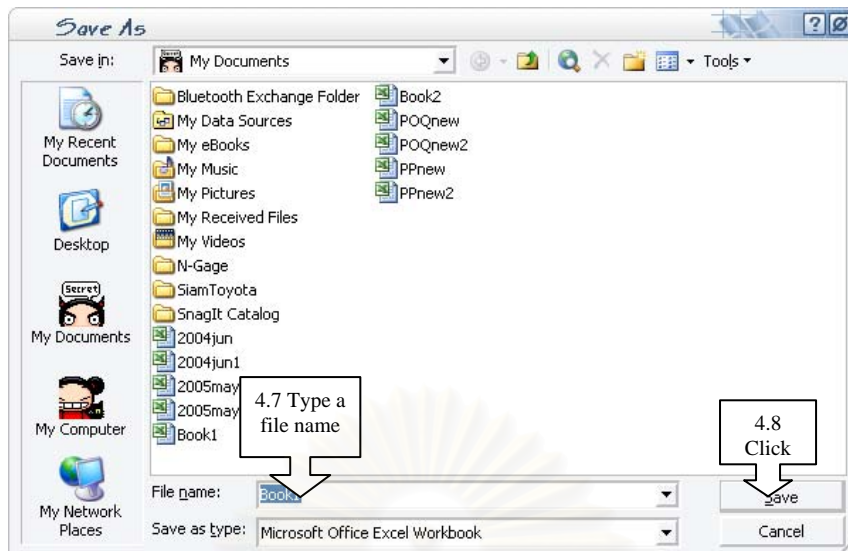 Save As
Save in:
My Documents
Tools
My Recent
Documents
Desktop
Secret
My Documents
My Computer
My Network
Places
Bluetooth Exchange Folder
My Data Sources
My eBooks
My Music
My Pictures
My Received Files
My Videos
N-Gage
SiamToyota
SnagIt Catalog
2004jun
2004jun1
2005may
2005may
Book1
Book2
POQnew
POQnew2
PPnew
PPnew2
4.7 Type a
file name
4.8
Click
File name:
Book1
Save
Save as type:
Microsoft Office Excel Workbook
Cancel